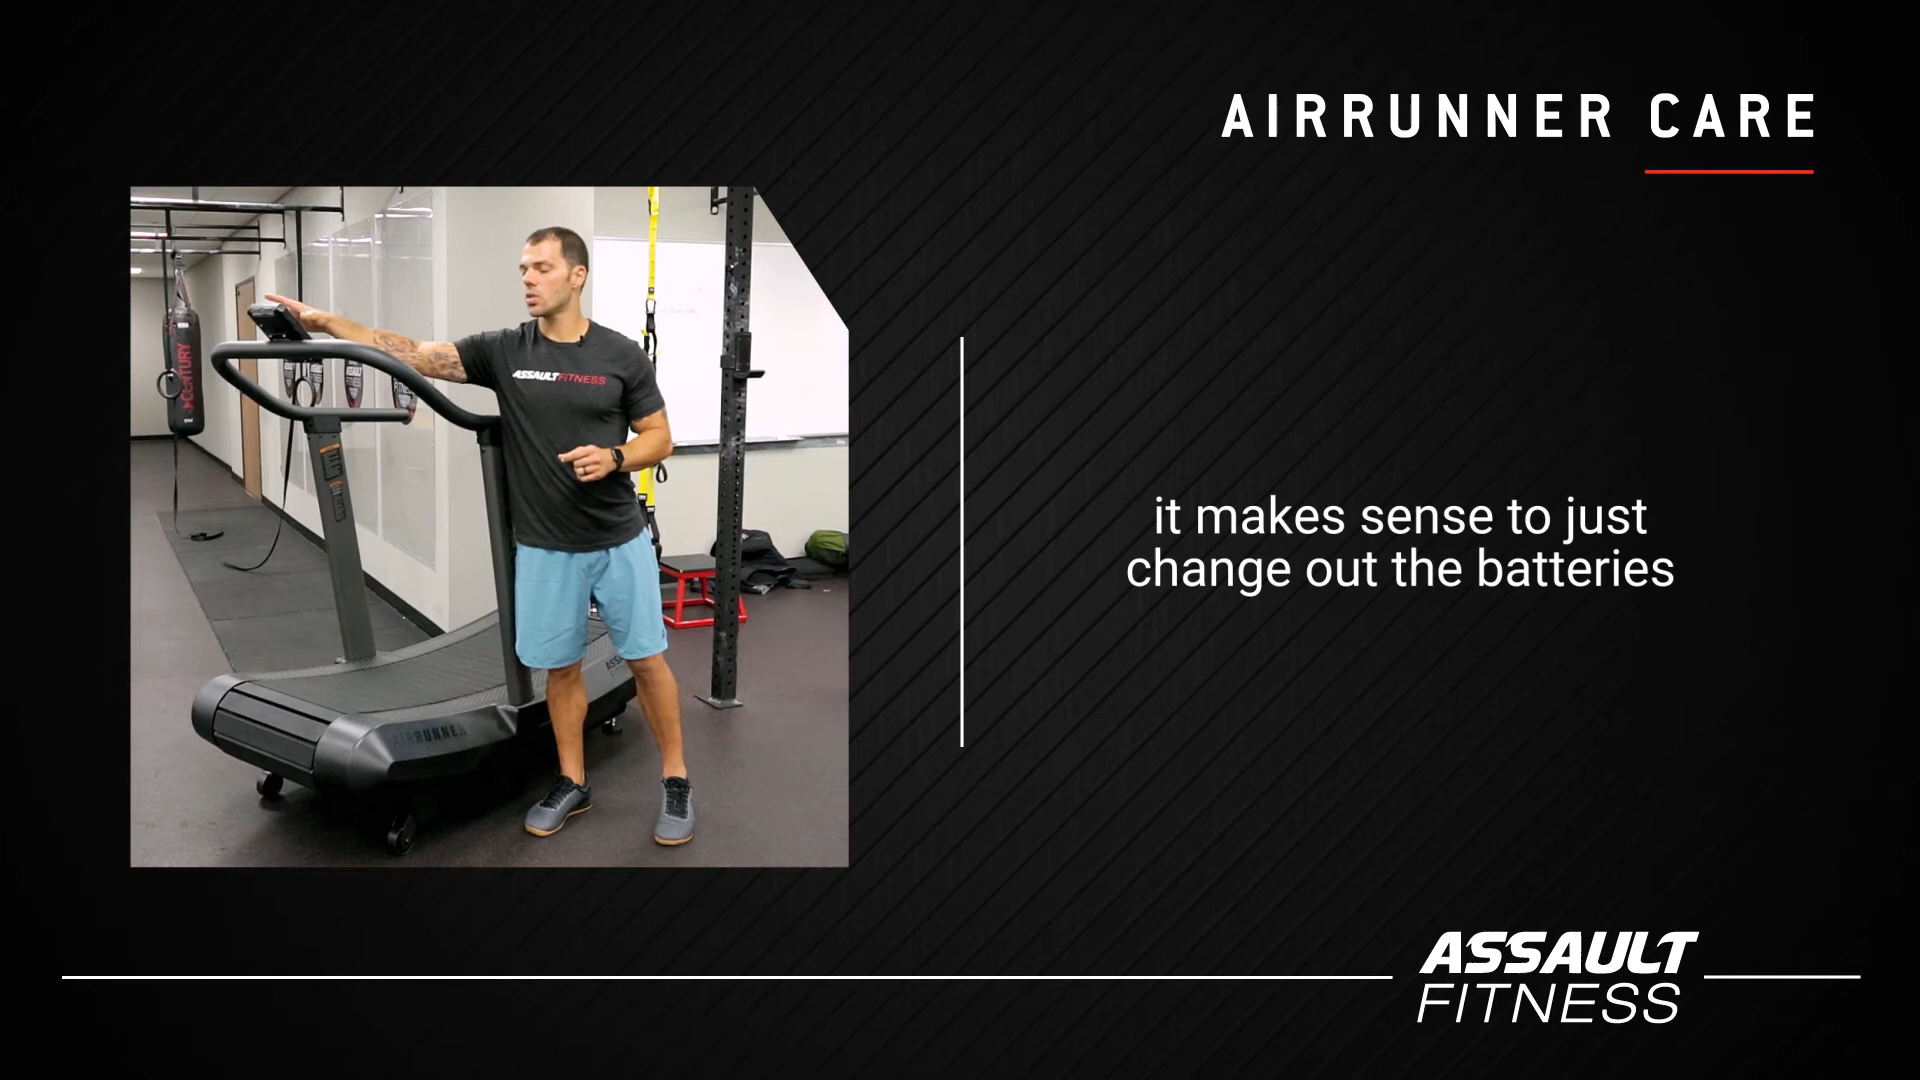 AIRRUNNER CARE
CENTURY
ASSAULTFITNESS
AIRRUNNER
it makes sense to just
change out the batteries
ASSAULT
FITNESS